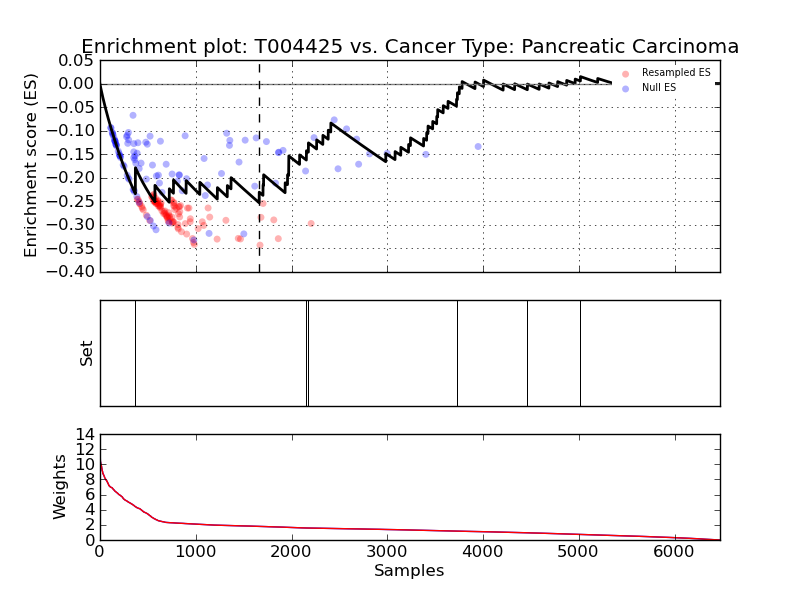 Enrichment plot: T004425 vs. Cancer Type: Pancreatic Carcinoma
0.05
0.00
−0.05
−0.10
−0.15
−0.20
−0.25
−0.30
−0.35
−0.40
Enrichment score (ES)
Resampled ES
Null ES
Set
14
12
10
8
6
4
2
0
Weights
0 1000 2000 3000 4000 5000 6000
Samples